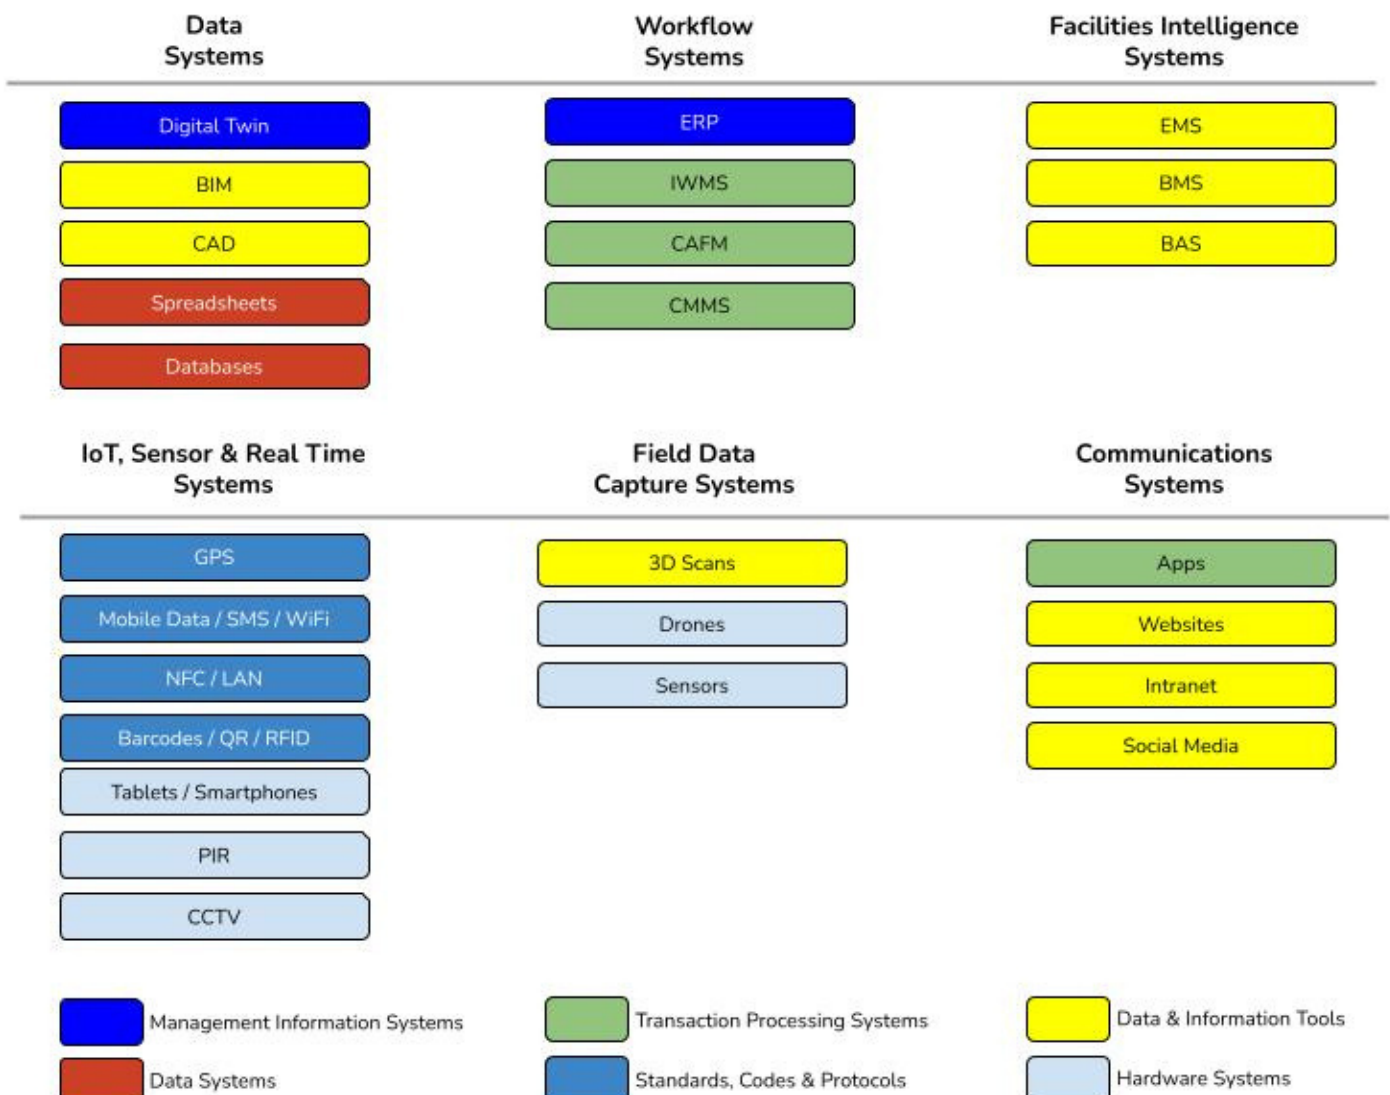 Data
Systems
Workflow
Systems
Facilities Intelligence
Systems
Digital Twin
BIM
CAD
Spreadsheets
Databases
ERP
IWMS
CAFM
CMMS
EMS
BMS
BAS
IoT, Sensor & Real Time
Systems
Field Data
Capture Systems
Communications
Systems
GPS
Mobile Data / SMS / WiFi
NFC / LAN
Barcodes / QR / RFID
Tablets / Smartphones
PIR
CCTV
3D Scans
Drones
Sensors
Apps
Websites
Intranet
Social Media
Management Information Systems
Data Systems
Transaction Processing Systems
Standards, Codes & Protocols
Data & Information Tools
Hardware Systems